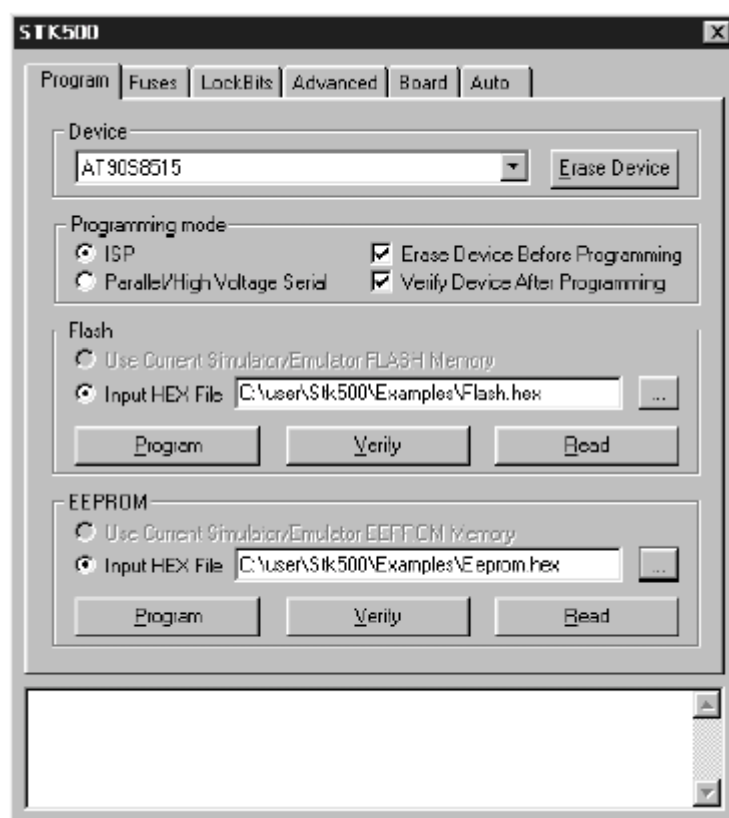 STK500
Program Fuses LockBits Advanced Board Auto
Device
AT90S8515 Erase Device
Programming mode
ISP Erase Device Before Programming
Parallel/High Voltage Serial Verify Device After Programming
Flash
Use Current Simulator/Emulator FLASH Memory
Input HEX File C:\user\Stk500\Examples\Flash.hex ...
Program Verify Read
EEPROM
Use Current Simulator/Emulator EEPROM Memory
Input HEX File C:\user\Stk500\Examples\Eeprom.hex ...
Program Verify Read